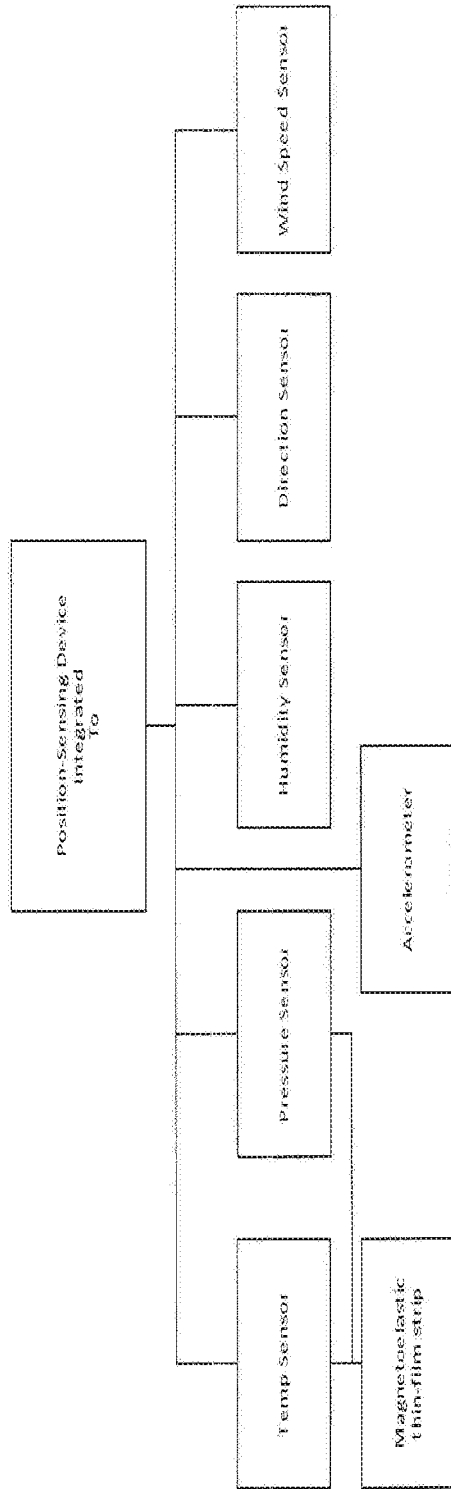 Position-Sensing Device
Integrated
To
Temp Sensor
Pressure Sensor
Humidity Sensor
Direction Sensor
Wind Speed Sensor
Magnetoelastic
thin-film strip
Accelerometer